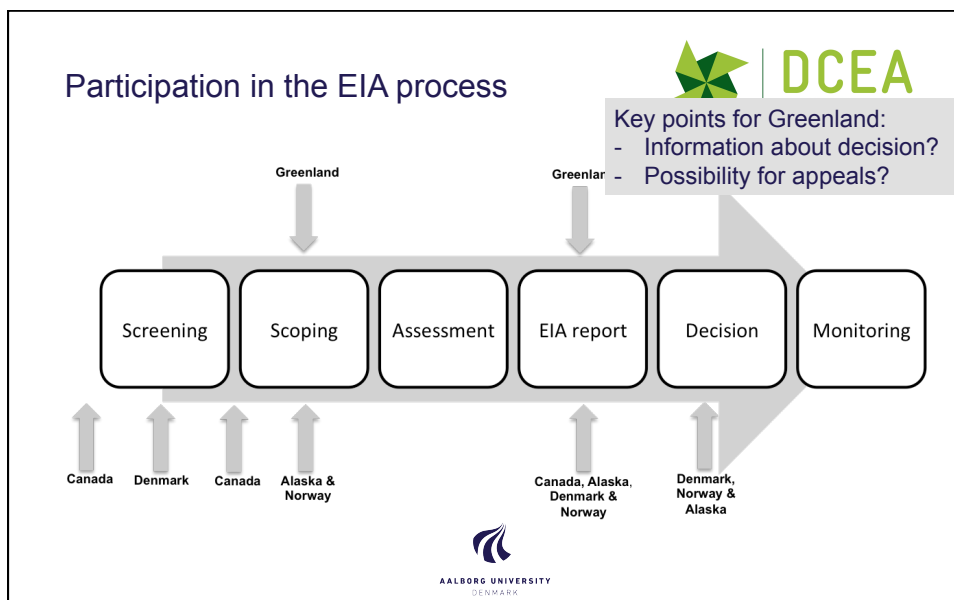 Participation in the EIA process
DCEA
Key points for Greenland:
- Information about decision?
- Possibility for appeals?
Greenland
Greenlan
Screening
Scoping
Assessment
EIA report
Decision
Monitoring
Canada
Denmark
Canada
Alaska &
Norway
Canada, Alaska,
Denmark &
Norway
Denmark,
Norway &
Alaska
AALBORG UNIVERSITY
DENMARK